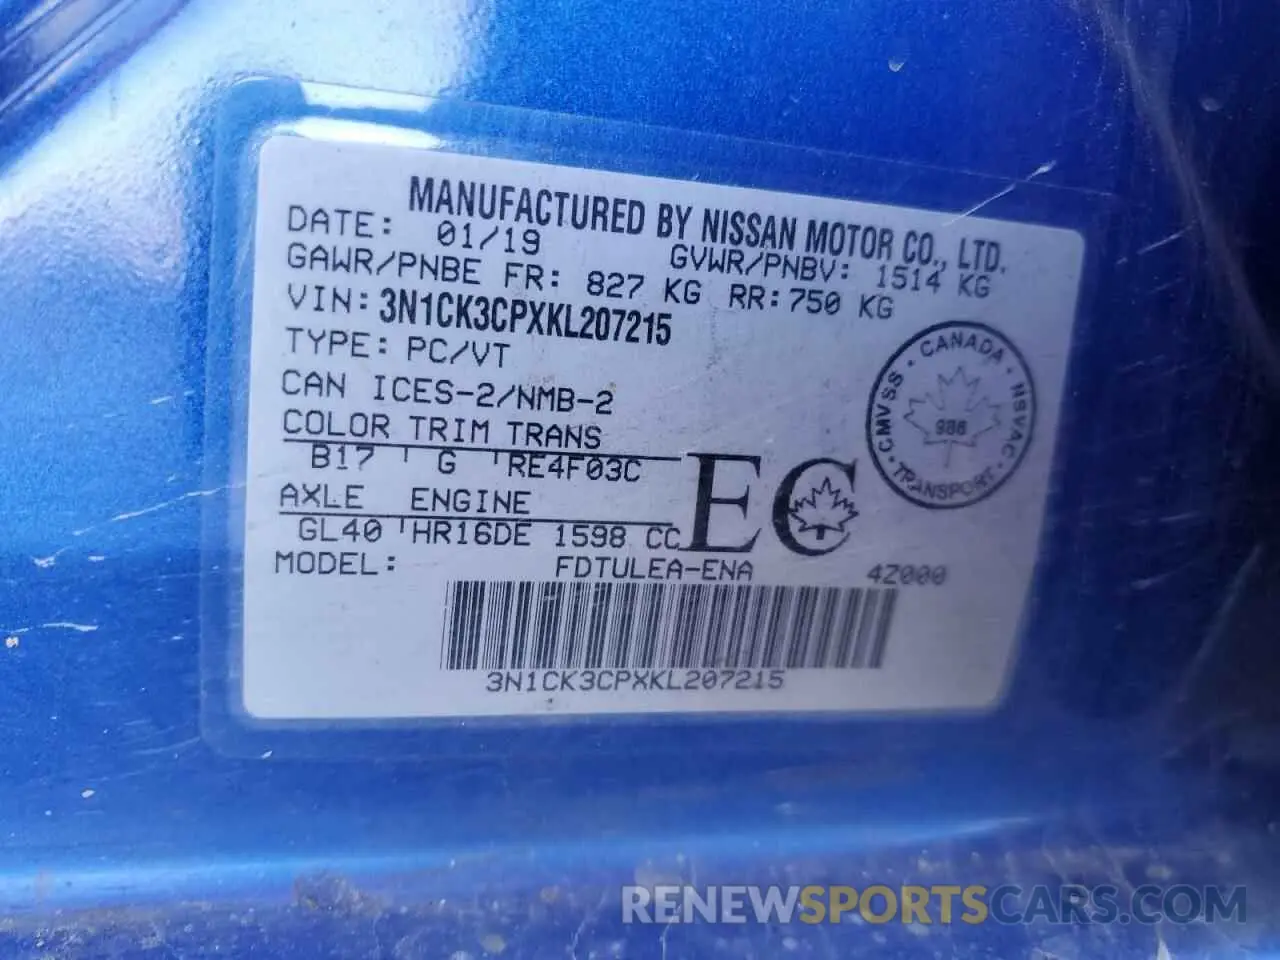 MANUFACTURED BY NISSAN MOTOR CO., LTD.
DATE: 01/19 GVWR/PNBV: 1514 KG
GAWR/PNBE FR: 827 KG RR: 750 KG
VIN: 3N1CK3CPXKL207215
TYPE: PC/VT
CAN ICES-2/NMB-2
COLOR TRIM TRANS
B17 G RE4F03C
AXLE ENGINE
GL40 HR16DE 1598 CC
EC
CANADA · NSVAC · TRANSPORT · CMVSS ·
986
MODEL: FDTULEA-ENA 4Z000
3N1CK3CPXKL207215
RENEWSPORTSCARS.COM